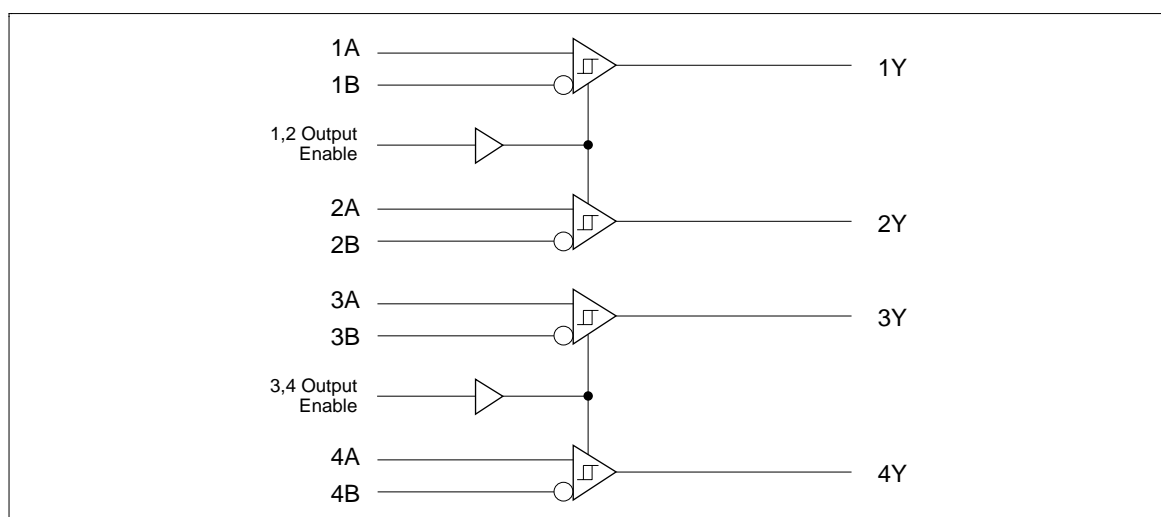 1A
1Y
1B
1,2 Output
Enable
2A
2Y
2B
3A
3Y
3B
3,4 Output
Enable
4A
4Y
4B